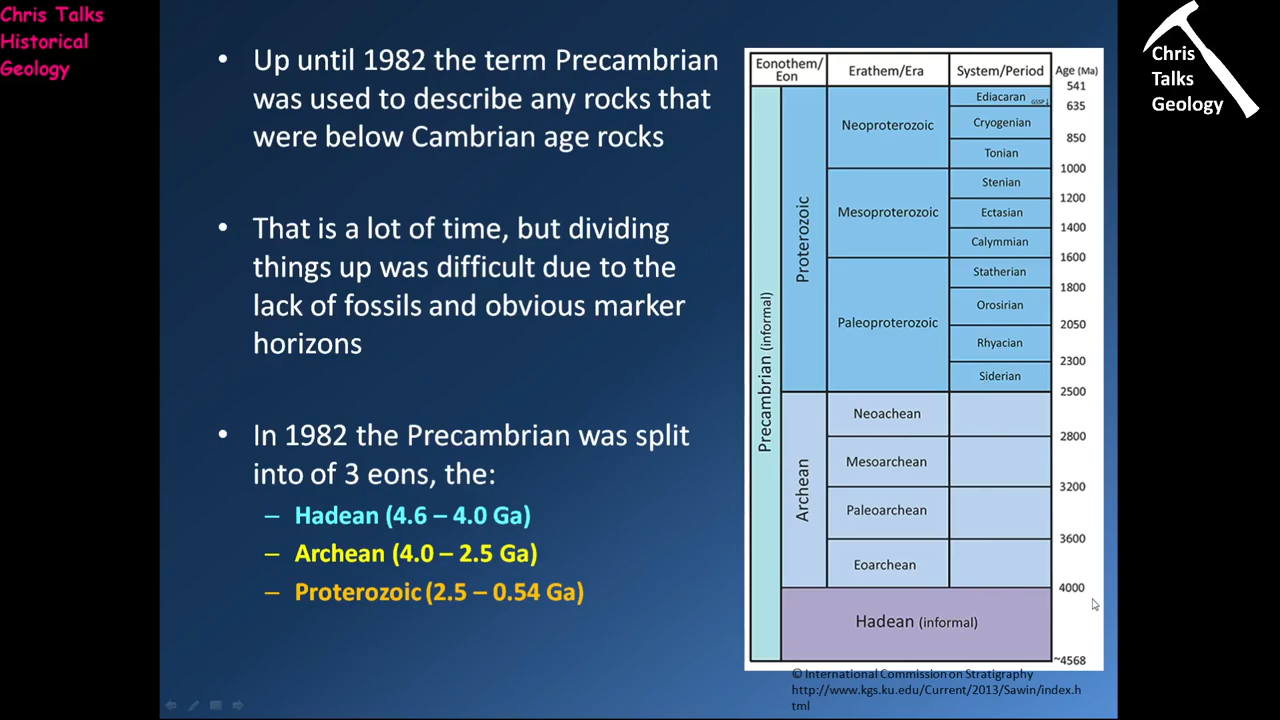 Chris Talks
Historical
Geology
• Up until 1982 the term Precambrian
was used to describe any rocks that
were below Cambrian age rocks
• That is a lot of time, but dividing
things up was difficult due to the
lack of fossils and obvious marker
horizons
• In 1982 the Precambrian was split
into of 3 eons, the:
– Hadean (4.6 – 4.0 Ga)
– Archean (4.0 – 2.5 Ga)
– Proterozoic (2.5 – 0.54 Ga)
Eonothem/
Eon
Erathem/Era
System/Period
Age (Ma)
541
Precambrian (informal)
Proterozoic
Neoproterozoic
Ediacaran
GSSP
635
Cryogenian
850
Tonian
1000
Mesoproterozoic
Stenian
1200
Ectasian
1400
Calymmian
1600
Paleoproterozoic
Statherian
1800
Orosirian
2050
Rhyacian
2300
Siderian
2500
Archean
Neoachean
2800
Mesoarchean
3200
Paleoarchean
3600
Eoarchean
4000
Hadean (informal)
~4568
© International Commission on Stratigraphy
http://www.kgs.ku.edu/Current/2013/Sawin/index.h
tml
Chris
Talks
Geology